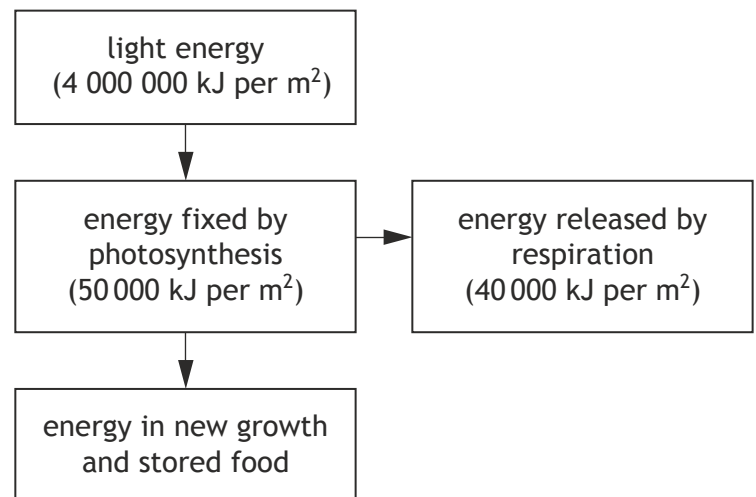 light energy
(4 000 000 kJ per m²)
energy fixed by
photosynthesis
(50 000 kJ per m²)
energy released by
respiration
(40 000 kJ per m²)
energy in new growth
and stored food